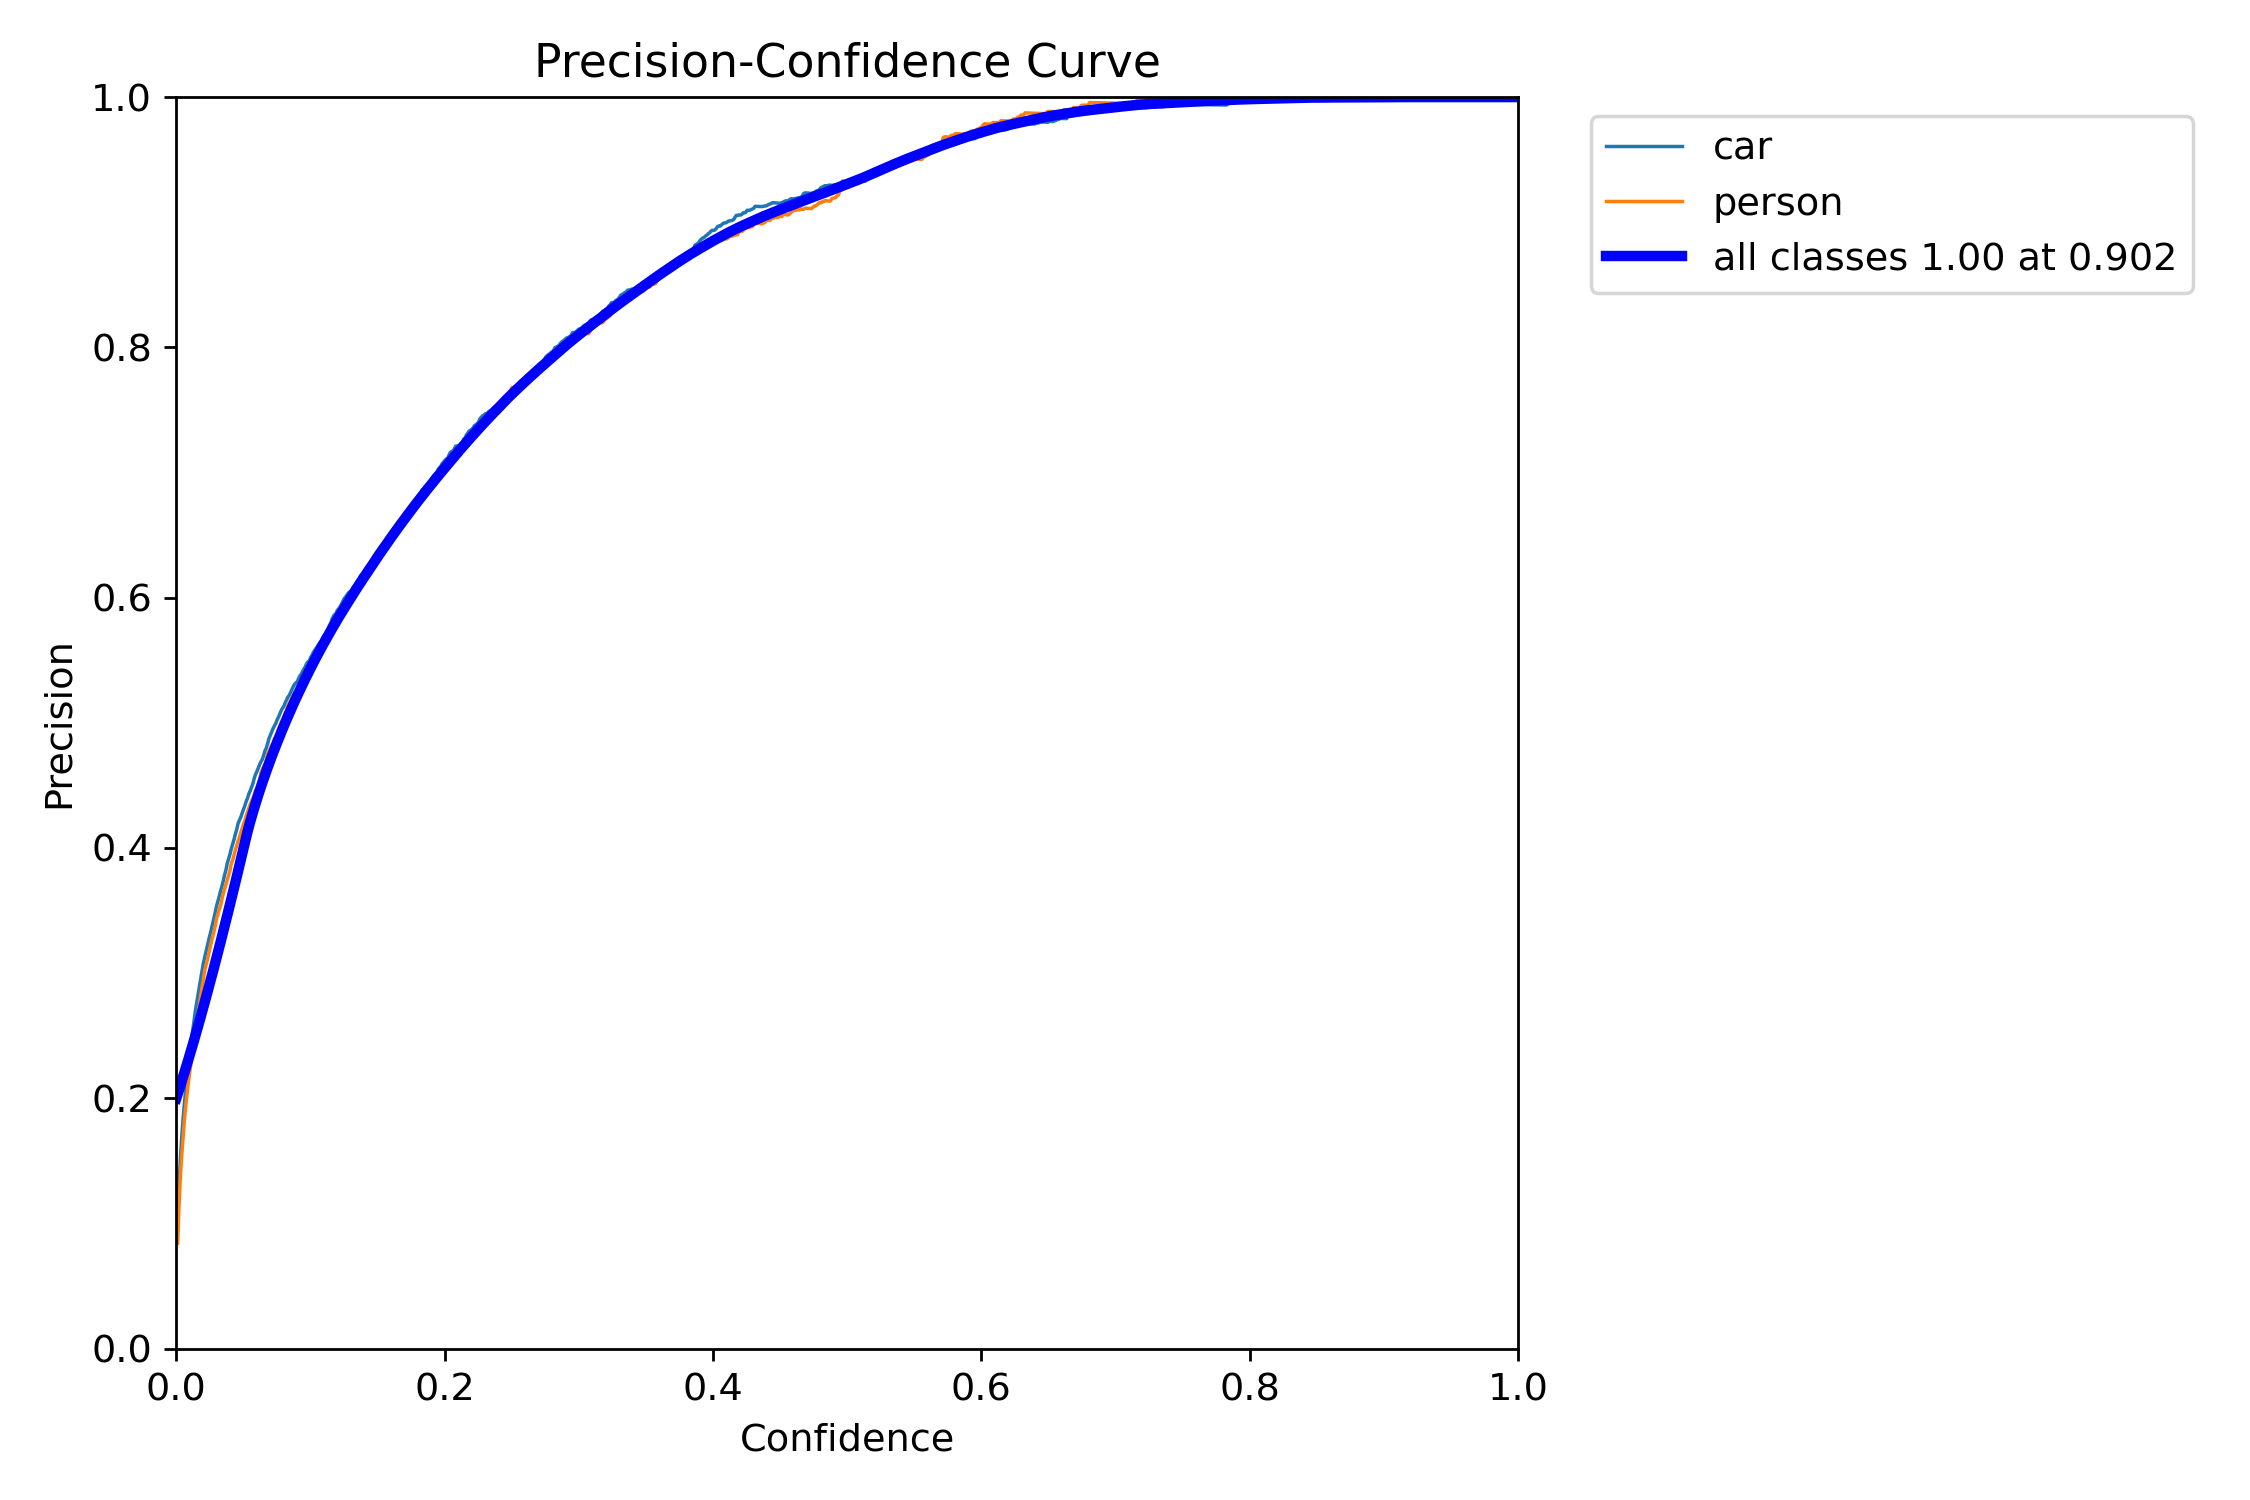 Precision-Confidence Curve
1.0
0.8
0.6
0.4
0.2
0.0
Precision
0.0 0.2 0.4 0.6 0.8 1.0
Confidence
car
person
all classes 1.00 at 0.902